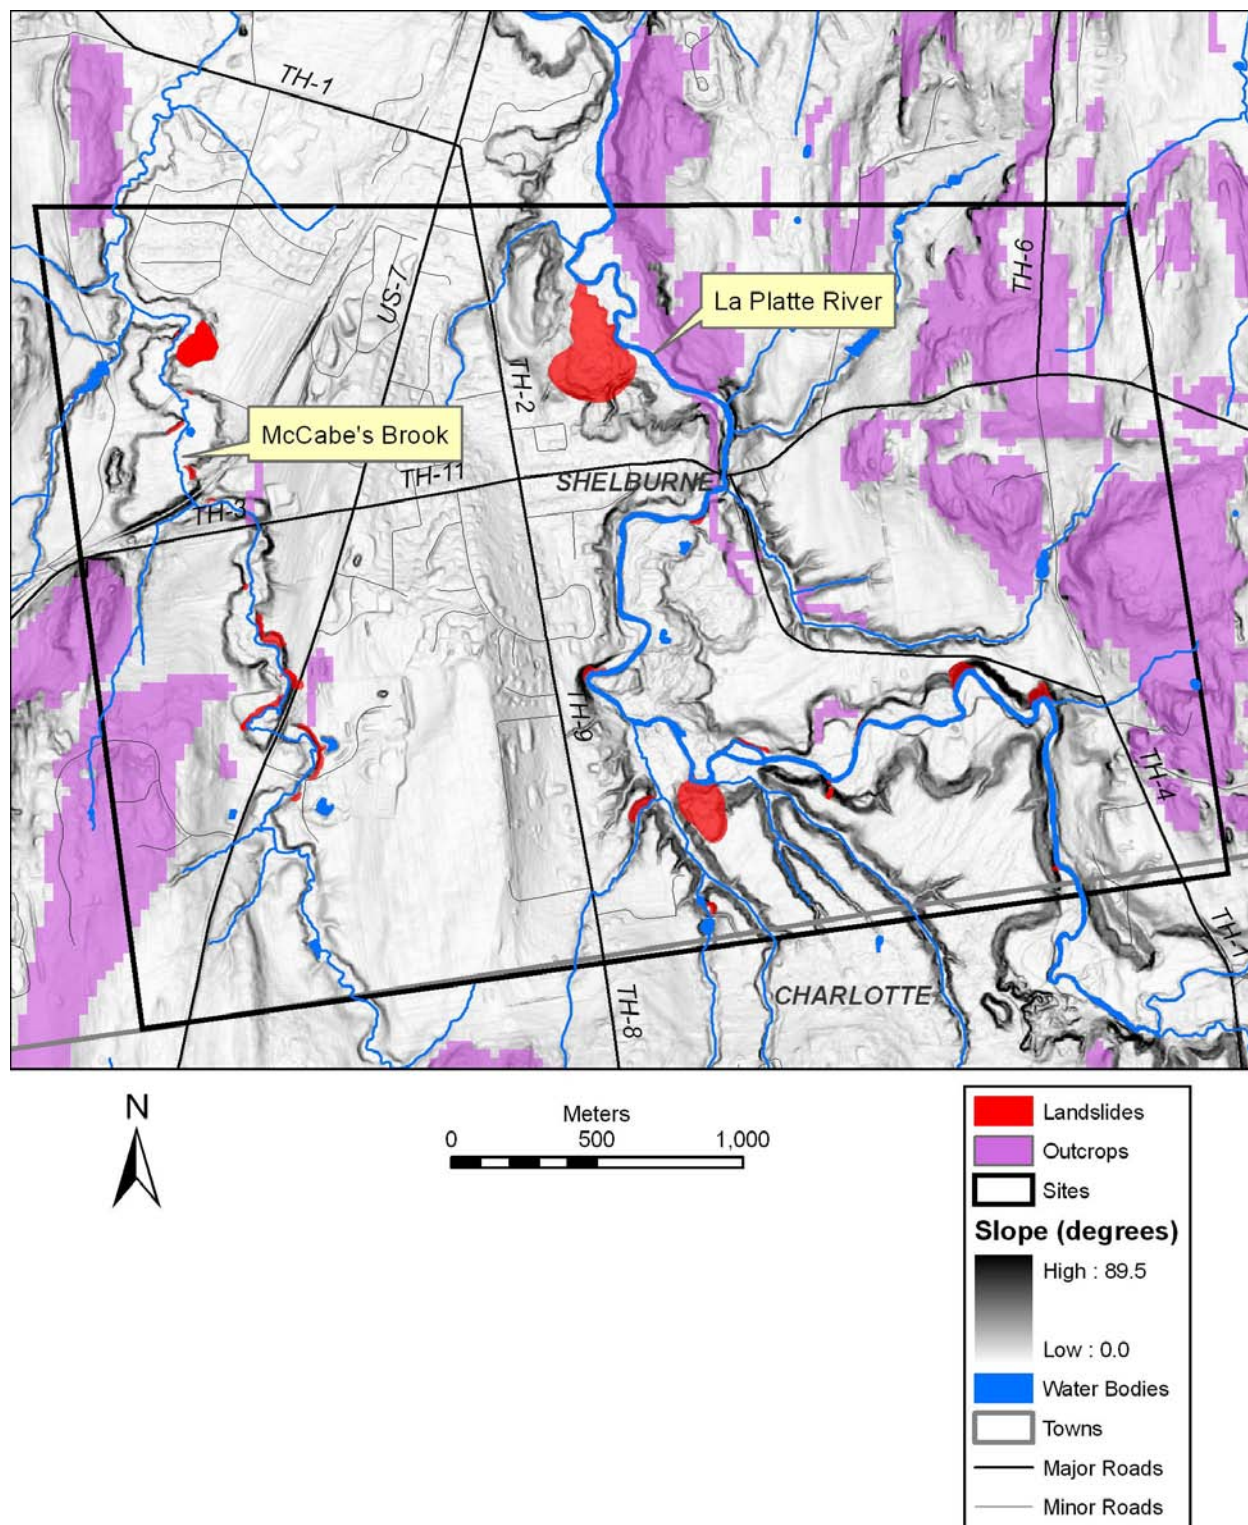 TH-1
US-7
TH-6
La Platte River
TH-2
McCabe's Brook
TH-11
SHELBURNE
TH-3
TH-9
TH-4
TH-1
CHARLOTTE
TH-8
N
Meters
0 500 1,000
Landslides
Outcrops
Sites
Slope (degrees)
High : 89.5
Low : 0.0
Water Bodies
Towns
Major Roads
Minor Roads